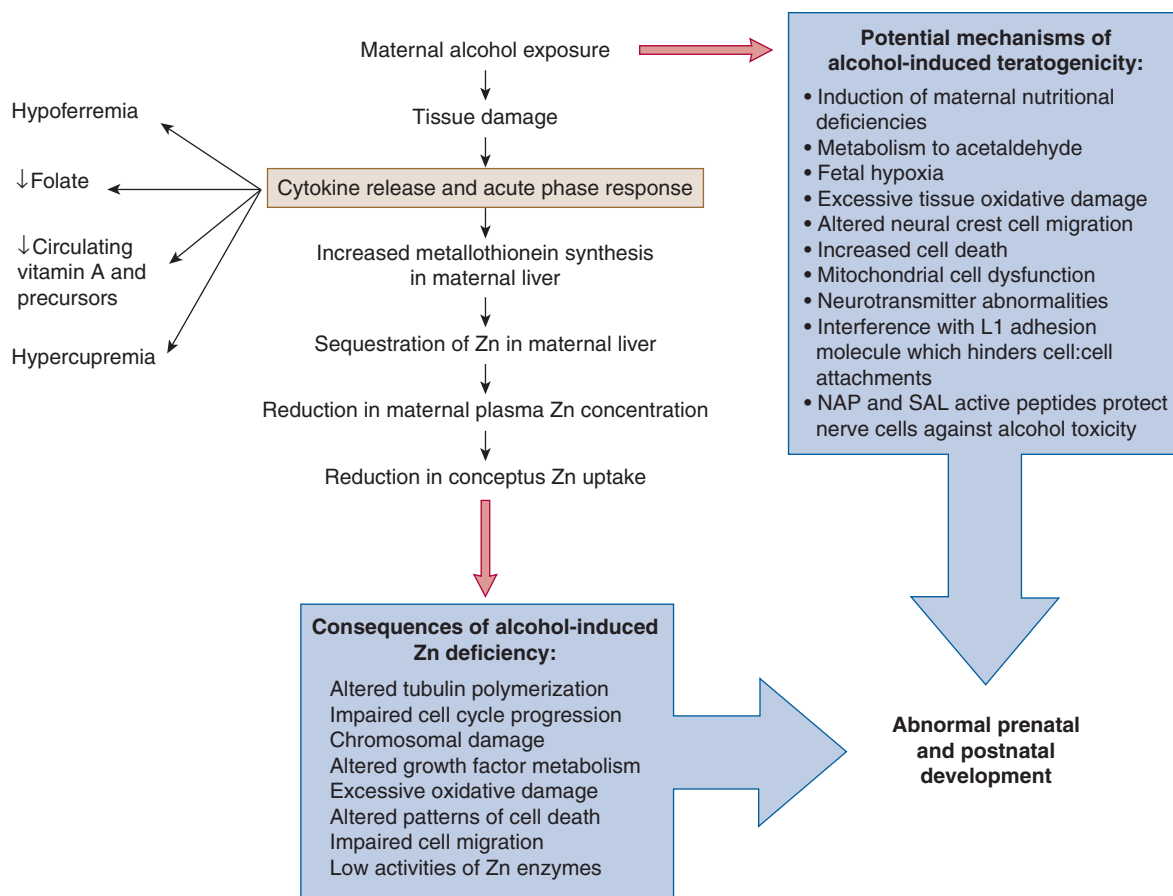 Maternal alcohol exposure
Tissue damage
Cytokine release and acute phase response
Hypoferremia
↓Folate
↓Circulating
vitamin A and
precursors
Hypercupremia
Increased metallothionein synthesis
in maternal liver
Sequestration of Zn in maternal liver
Reduction in maternal plasma Zn concentration
Reduction in conceptus Zn uptake
Potential mechanisms of
alcohol-induced teratogenicity:
• Induction of maternal nutritional
deficiencies
• Metabolism to acetaldehyde
• Fetal hypoxia
• Excessive tissue oxidative damage
• Altered neural crest cell migration
• Increased cell death
• Mitochondrial cell dysfunction
• Neurotransmitter abnormalities
• Interference with L1 adhesion
molecule which hinders cell:cell
attachments
• NAP and SAL active peptides protect
nerve cells against alcohol toxicity
Consequences of alcohol-induced
Zn deficiency:
Altered tubulin polymerization
Impaired cell cycle progression
Chromosomal damage
Altered growth factor metabolism
Excessive oxidative damage
Altered patterns of cell death
Impaired cell migration
Low activities of Zn enzymes
Abnormal prenatal
and postnatal
development